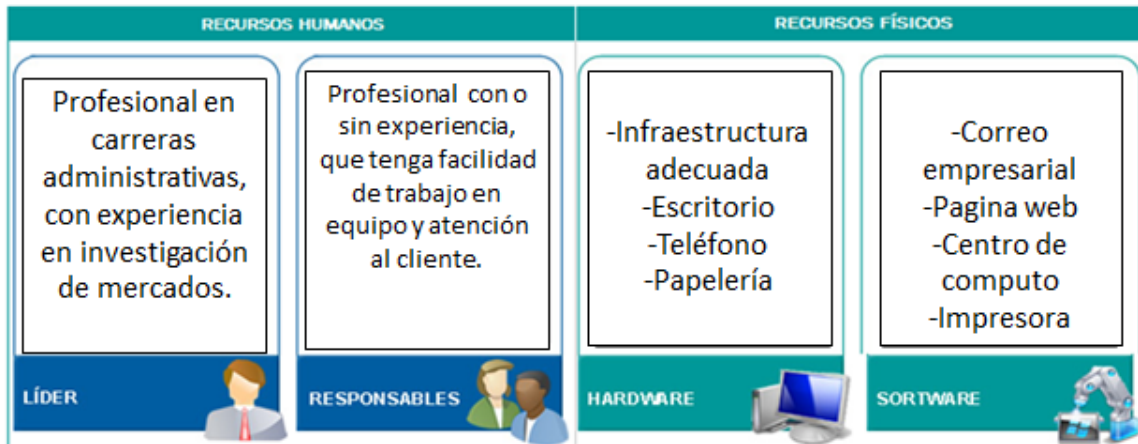 RECURSOS HUMANOS
RECURSOS FÍSICOS
Profesional en
carreras
administrativas,
con experiencia
en investigación
de mercados.
LÍDER
Profesional con o
sin experiencia,
que tenga facilidad
de trabajo en
equipo y atención
al cliente.
RESPONSABLES
-Infraestructura
adecuada
-Escritorio
-Teléfono
-Papelería
HARDWARE
-Correo
empresarial
-Pagina web
-Centro de
computo
-Impresora
SORTWARE